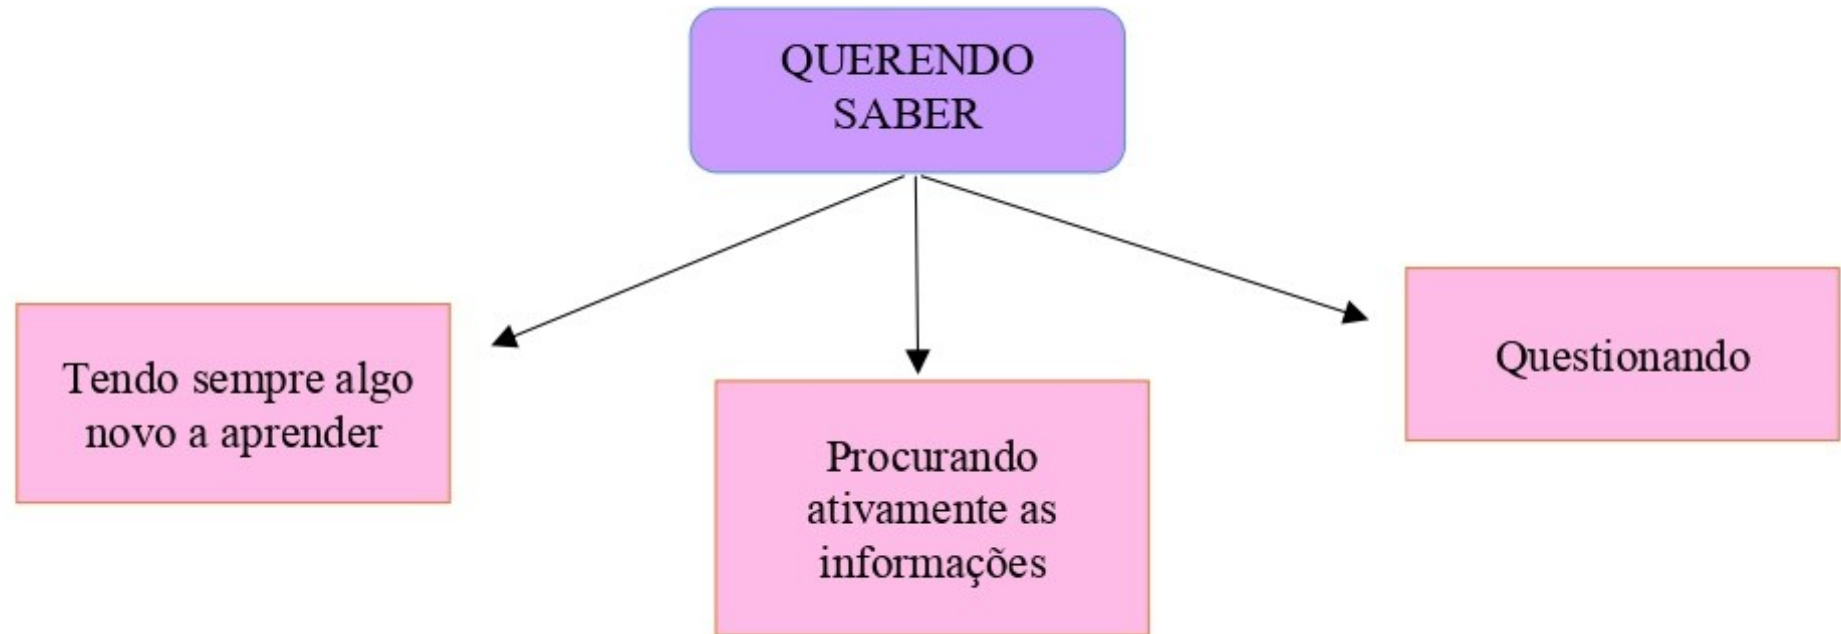 QUERENDO
SABER
Tendo sempre algo
novo a aprender
Procurando
ativamente as
informações
Questionando